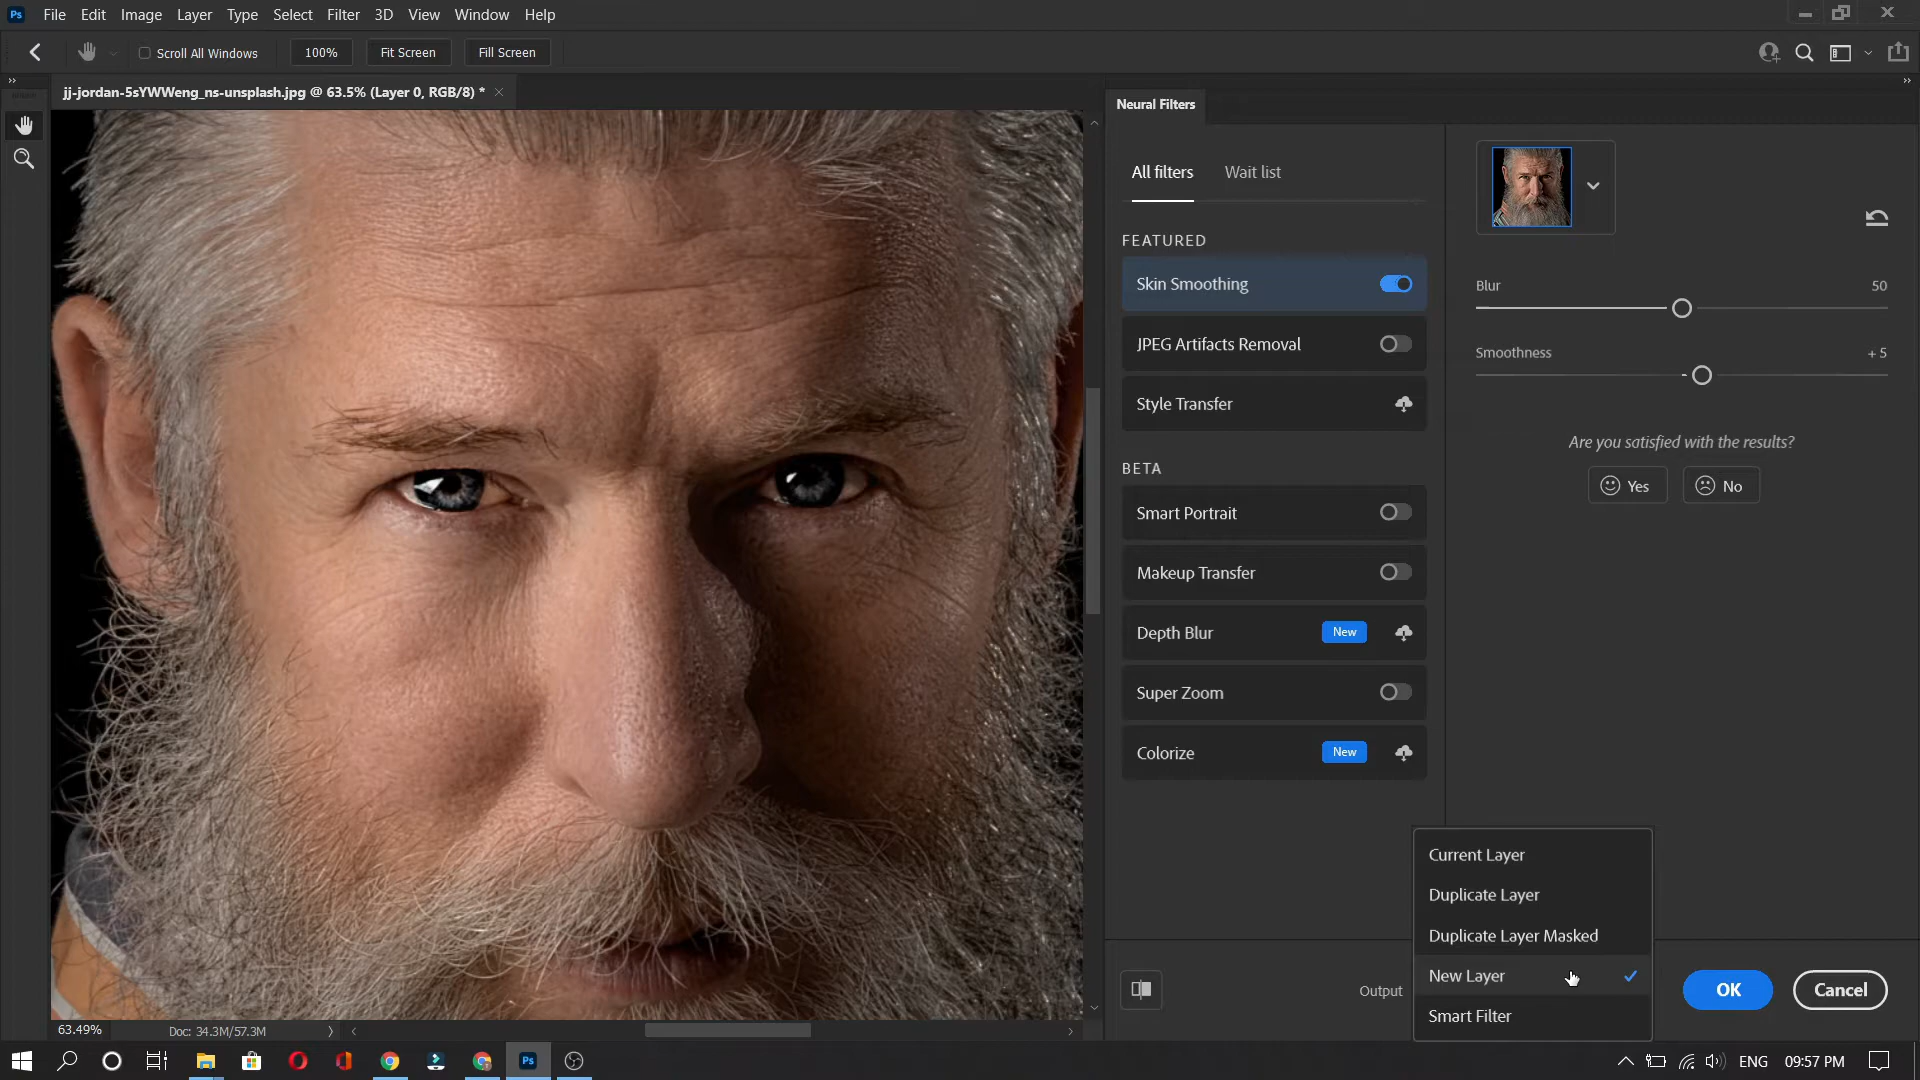 Ps File Edit Image Layer Type Select Filter 3D View Window Help
Scroll All Windows 100% Fit Screen Fill Screen
jj-jordan-5sYWWeng_ns-unsplash.jpg @ 63.5% (Layer 0, RGB/8) *
Neural Filters
All filters Wait list
FEATURED
Skin Smoothing
JPEG Artifacts Removal
Style Transfer
BETA
Smart Portrait
Makeup Transfer
Depth Blur New
Super Zoom
Colorize New
Blur 50
Smoothness + 5
Are you satisfied with the results?
Yes No
Current Layer
Duplicate Layer
Duplicate Layer Masked
New Layer
Smart Filter
Output
OK Cancel
63.49% Doc: 34.3M/57.3M
Ps
ENG 09:57 PM